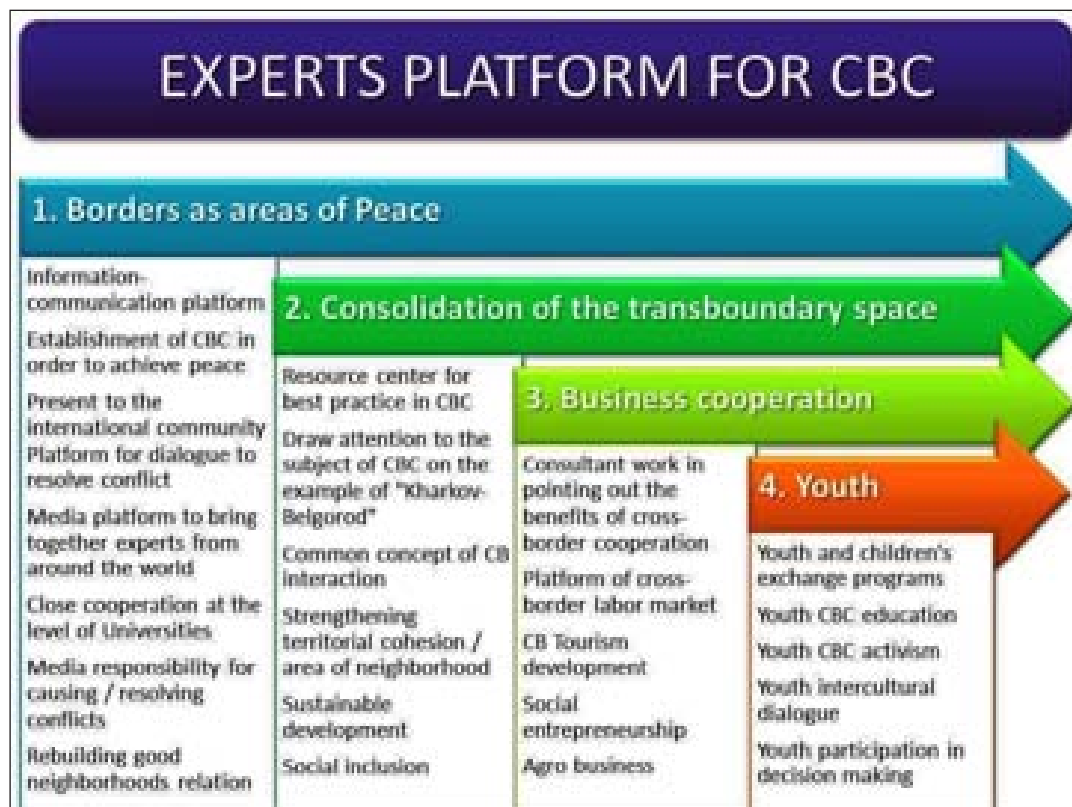 EXPERTS PLATFORM FOR CBC
1. Borders as areas of Peace
Information-
communication platform
Establishment of CBC in
order to achieve peace
Present to the
international community
Platform for dialogue to
resolve conflict
Media platform to bring
together experts from
around the world
Close cooperation at the
level of Universities
Media responsibility for
causing / resolving
conflicts
Rebuilding good
neighborhoods relation
2. Consolidation of the transboundary space
Resource center for
best practice in CBC
Draw attention to the
subject of CBC on the
example of "Kharkov-
Belgorod"
Common concept of CB
interaction
Strengthening
territorial cohesion /
area of neighborhood
Sustainable
development
Social inclusion
3. Business cooperation
Consultant work in
pointing out the
benefits of cross-
border cooperation
Platform of cross-
border labor market
CB Tourism
development
Social
entrepreneurship
Agro business
4. Youth
Youth and children's
exchange programs
Youth CBC education
Youth CBC activism
Youth intercultural
dialogue
Youth participation in
decision making